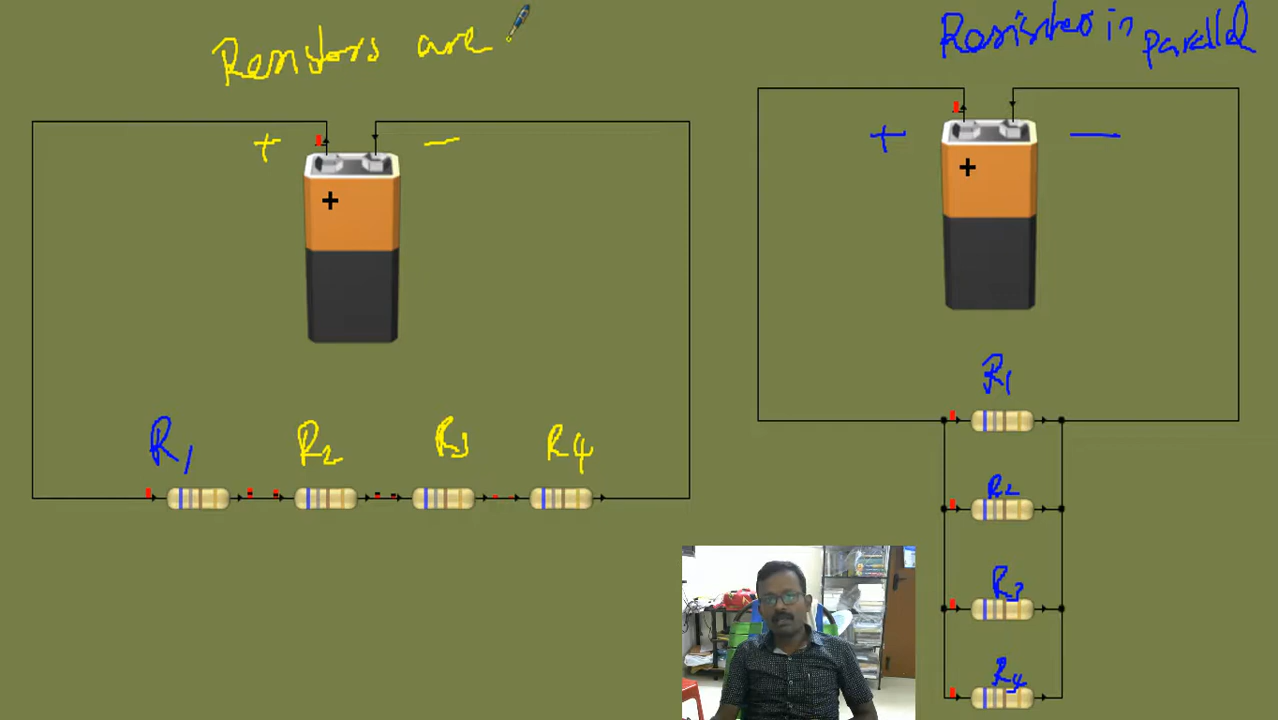 Resistors are
Resistors in parallel
+ -
+
+ -
+
R1
R1 R2 R3 R4
R2
R3
R4